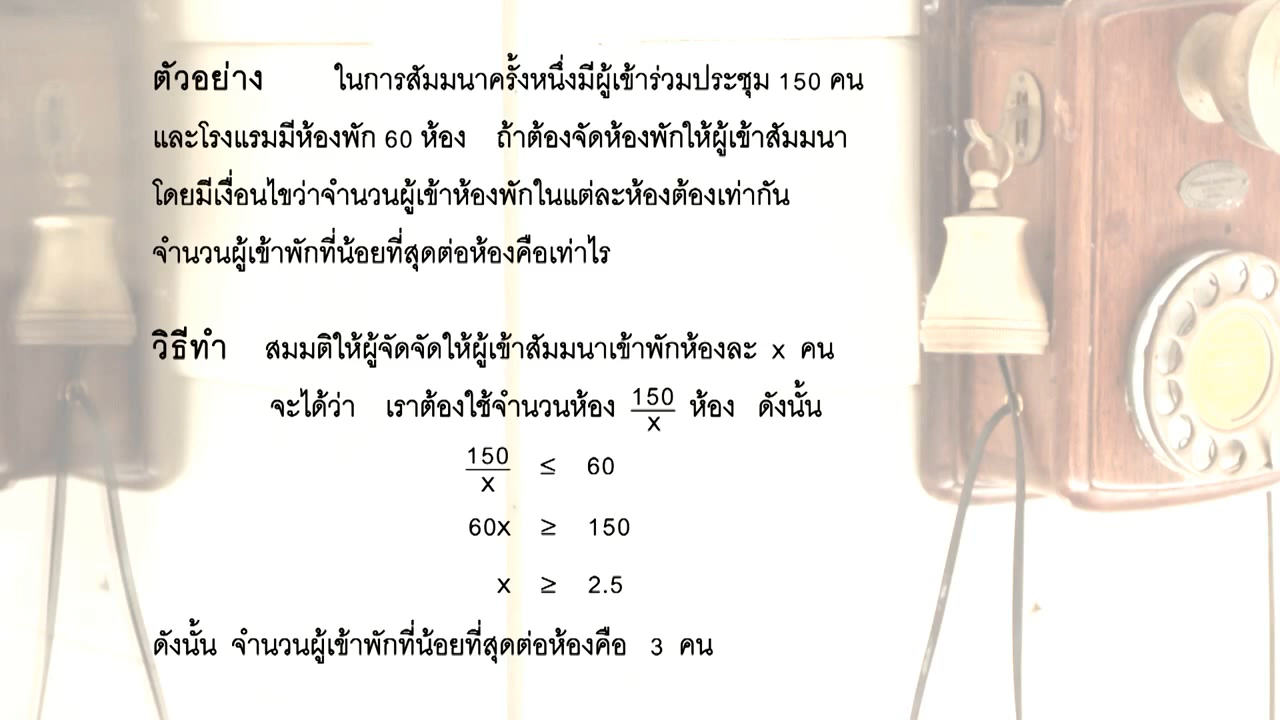 ตัวอย่าง ในการสัมมนาครั้งหนึ่งมีผู้เข้าร่วมประชุม 150 คน
และโรงแรมมีห้องพัก 60 ห้อง ถ้าต้องจัดห้องพักให้ผู้เข้าสัมมนา
โดยมีเงื่อนไขว่าจำนวนผู้เข้าห้องพักในแต่ละห้องต้องเท่ากัน
จำนวนผู้เข้าพักที่น้อยที่สุดต่อห้องคือเท่าไร
วิธีทำ สมมติให้ผู้จัดจัดให้ผู้เข้าสัมมนาเข้าพักห้องละ x คน
จะได้ว่า เราต้องใช้จำนวนห้อง 150/x ห้อง ดังนั้น
150/x ≤ 60
60x ≥ 150
x ≥ 2.5
ดังนั้น จำนวนผู้เข้าพักที่น้อยที่สุดต่อห้องคือ 3 คน